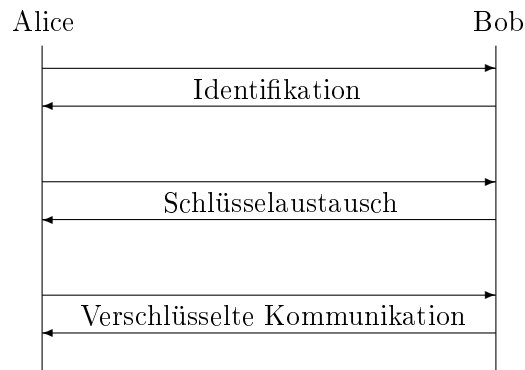 Alice Bob
Identifikation
Schlüsselaustausch
Verschlüsselte Kommunikation